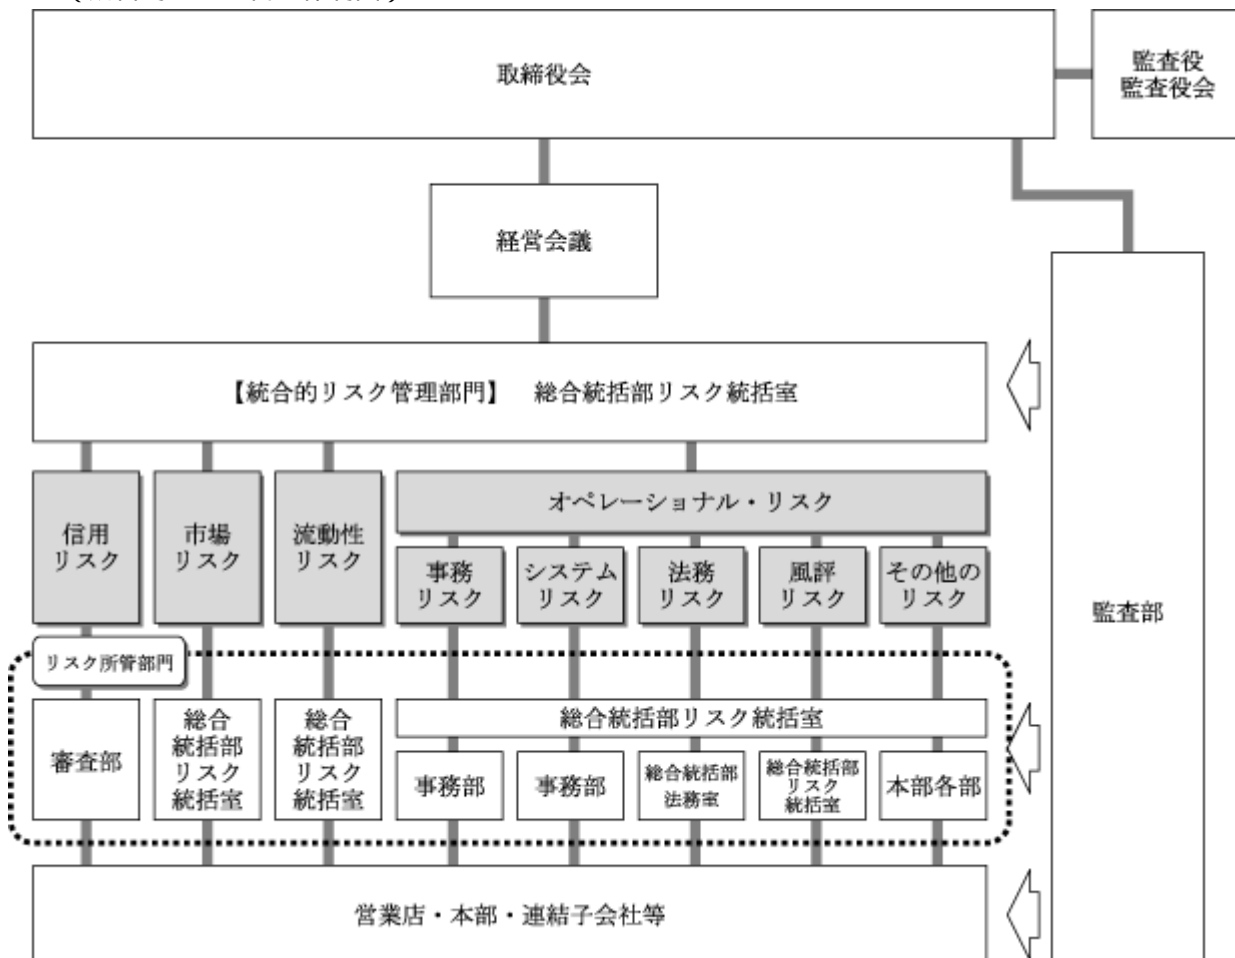 取締役会
監査役
監査役会
経営会議
【統合的リスク管理部門】 総合統括部リスク統括室
信用
リスク
市場
リスク
流動性
リスク
オペレーショナル・リスク
事務
リスク
システム
リスク
法務
リスク
風評
リスク
その他の
リスク
監査部
リスク所管部門
審査部
総合
統括部
リスク
統括室
総合
統括部
リスク
統括室
総合統括部リスク統括室
事務部
事務部
総合統括部
法務室
総合統括部
リスク
統括室
本部各部
営業店・本部・連結子会社等